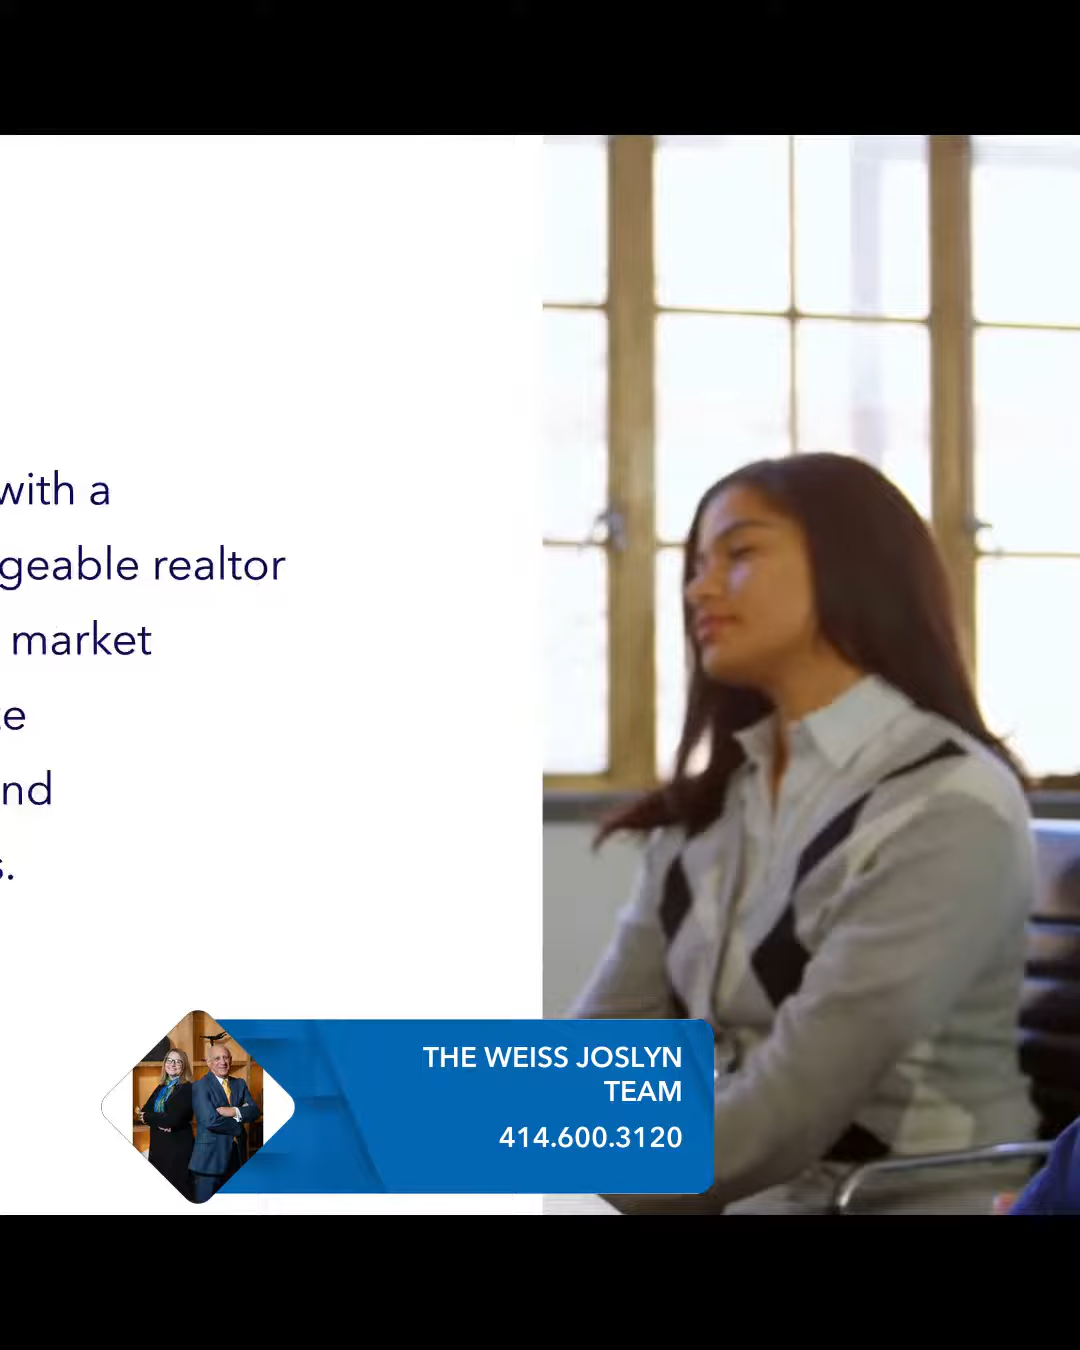 with a
geable realtor
market
nd
s.
THE WEISS JOSLYN
TEAM
414.600.3120